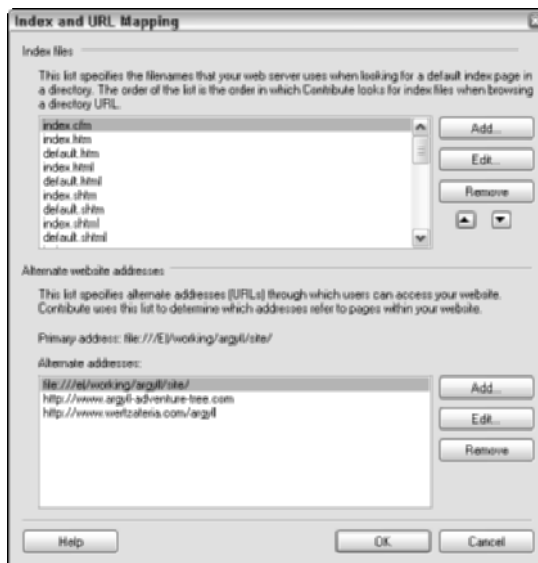 Index and URL Mapping
Index files
This list specifies the filenames that your web server uses when looking for a default index page in
a directory. The order of the list is the order in which Contribute looks for index files when browsing
a directory URL.
index.cfm
index.htm
default.htm
index.html
default.html
index.shtm
default.shtm
index.shtml
default.shtml
Add...
Edit...
Remove
Alternate website addresses
This list specifies alternate addresses (URLs) through which users can access your website.
Contribute uses this list to determine which addresses refer to pages within your website.
Primary address: file:///E|/working/argyll/site/
Alternate addresses:
file:///e|/working/argyll/site/
http://www.argyll-adventure-tree.com
http://www.wertzateria.com/argyll
Add...
Edit...
Remove
Help
OK
Cancel